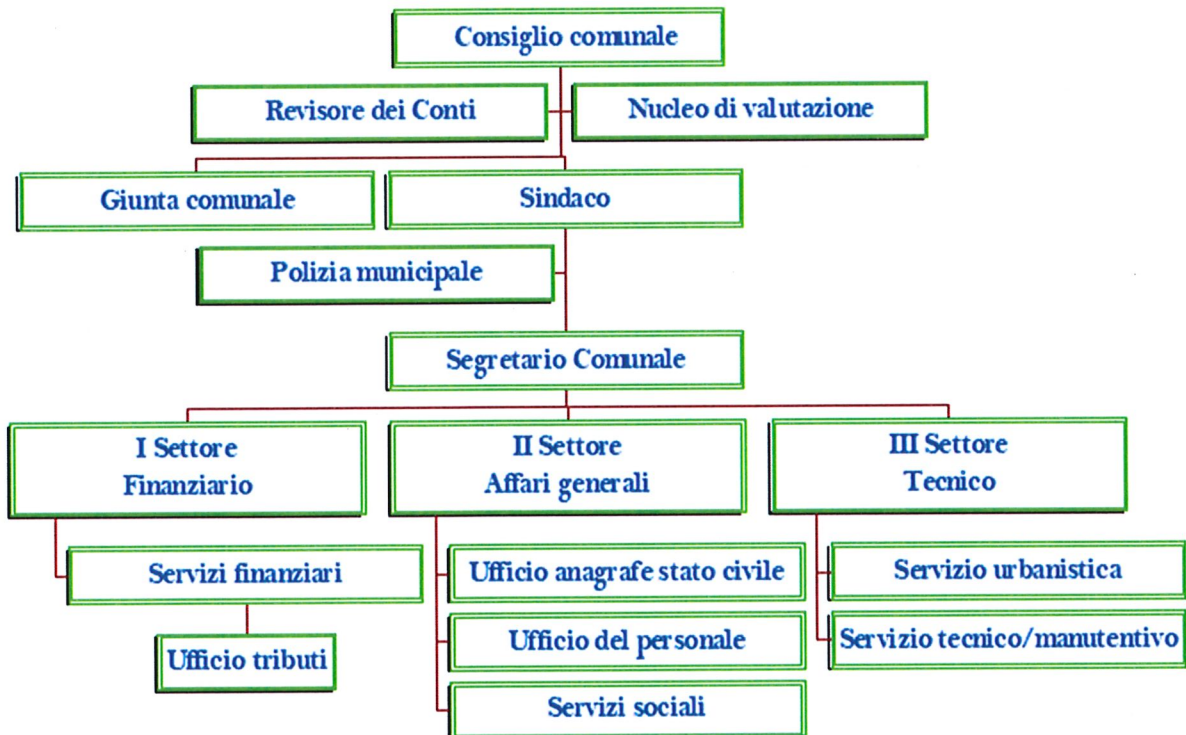 Consiglio comunale
Revisore dei Conti
Nucleo di valutazione
Giunta comunale
Sindaco
Polizia municipale
Segretario Comunale
I Settore
Finanziario
II Settore
Affari generali
III Settore
Tecnico
Servizi finanziari
Ufficio anagrafe stato civile
Servizio urbanistica
Ufficio tributi
Ufficio del personale
Servizio tecnico/manutentivo
Servizi sociali